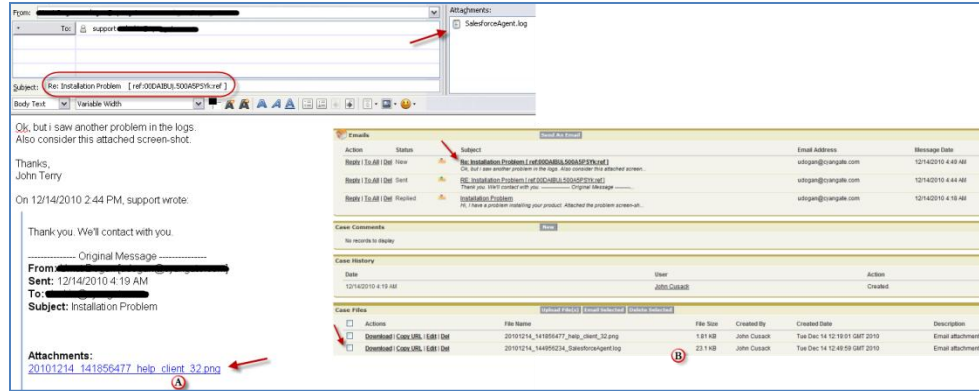 From:
To: support
Attachments:
SalesforceAgent.log
Subject: Re: Installation Problem [ ref:00DAIBUj.500A5PSYk:ref ]
Body Text Variable Width
Ok, but i saw another problem in the logs.
Also consider this attached screen-shot.
Thanks,
John Terry
On 12/14/2010 2:44 PM, support wrote:
Thank you. We'll contact with you.
--------------- Original Message ---------------
From:
Sent: 12/14/2010 4:19 AM
To:
Subject: Installation Problem
Attachments:
20101214_141856477_help_client_32.png
A
Emails Send An Email
Action Status Subject Email Address Message Date
Reply | To All | Del New Re: Installation Problem [ ref:00DAIBUj.500A5PSYk:ref ] udogan@cyangate.com 12/14/2010 4:49 AM
Ok, but i saw another problem in the logs. Also consider this attached screen...
Reply | To All | Del Sent RE: Installation Problem [ ref:00DAIBUj.500A5PSYk:ref ] udogan@cyangate.com 12/14/2010 4:44 AM
Thank you. We'll contact with you. --------------- Original Message ---------------...
Reply | To All | Del Replied Installation Problem udogan@cyangate.com 12/14/2010 4:18 AM
Hi, I have a problem installing your product. Attached the problem screen-sh...
Case Comments New
No records to display
Case History
Date User Action
12/14/2010 4:19 AM John Cusack Created
Case Files Upload File(s) Email Selected Delete Selected
Actions File Name File Size Created By Created Date Description
Download | Copy URL | Edit | Del 20101214_141856477_help_client_32.png 1.81 KB John Cusack Tue Dec 14 12:19:01 GMT 2010 Email attachment
Download | Copy URL | Edit | Del 20101214_144856234_SalesforceAgent.log 23.1 KB John Cusack Tue Dec 14 12:49:59 GMT 2010 Email attachment
B